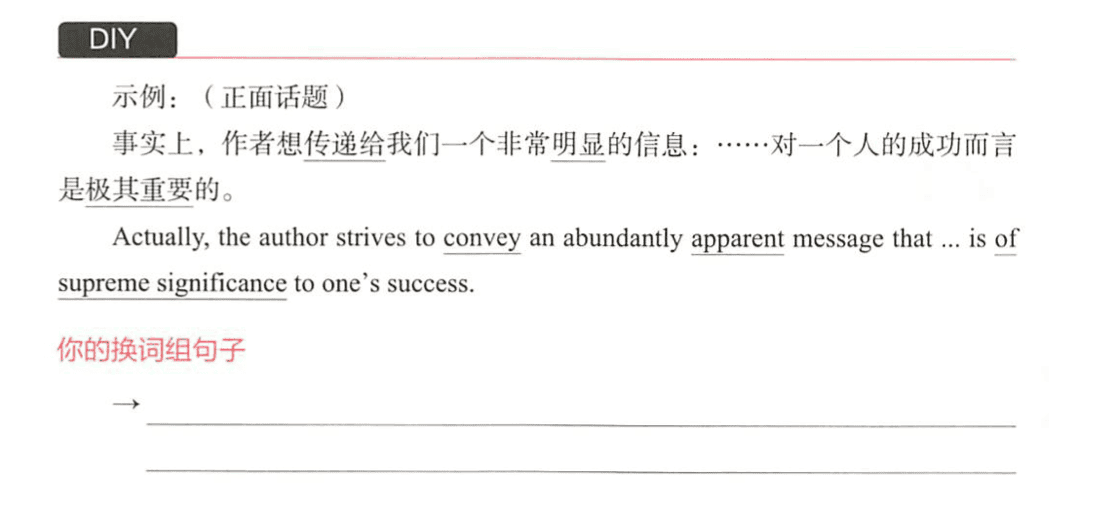 DIY
示例：（正面话题）
事实上，作者想传递给我们一个非常明显的信息：……对一个人的成功而言
是极其重要的。
Actually, the author strives to convey an abundantly apparent message that ... is of
supreme significance to one’s success.
你的换词组句子
→